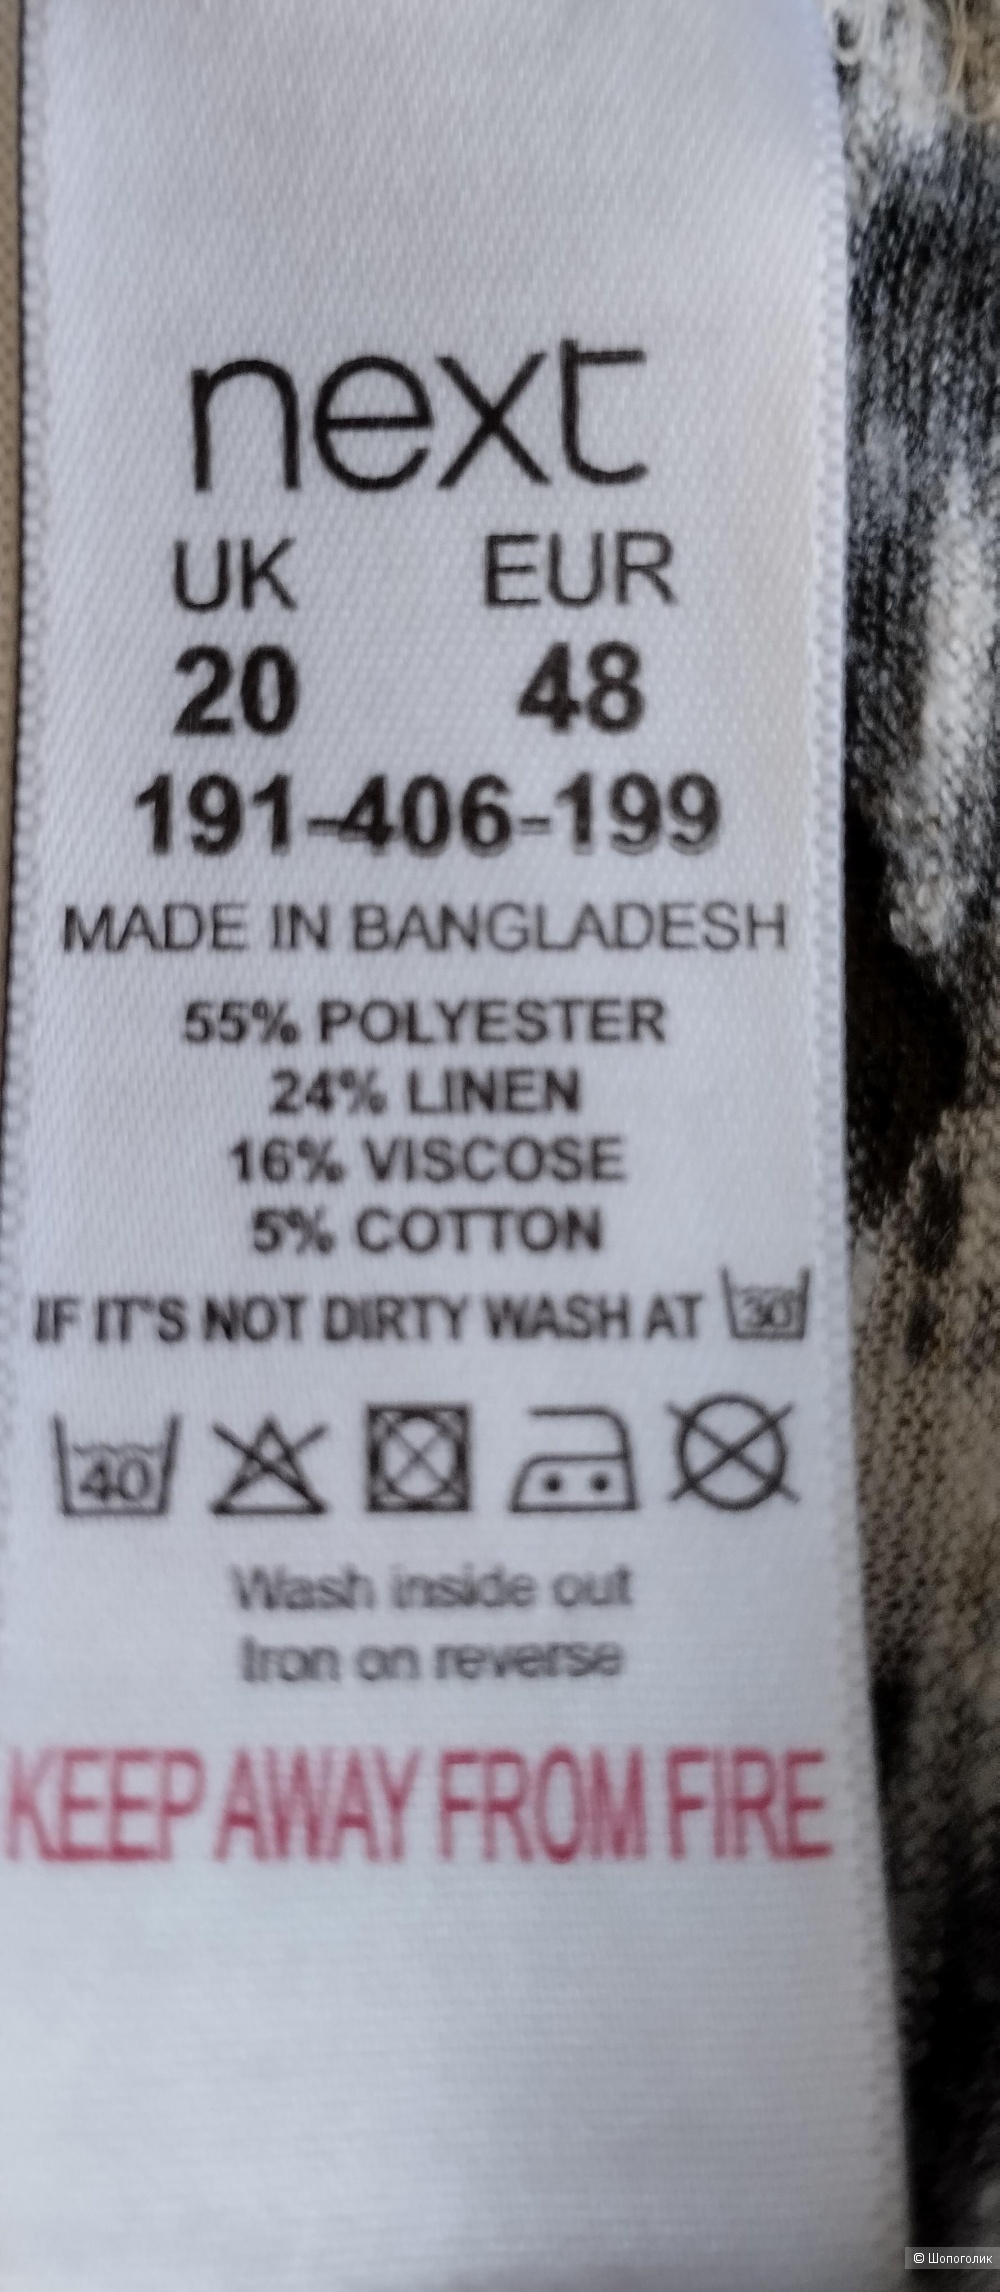 next
UK EUR
20 48
191-406-199
MADE IN BANGLADESH
55% POLYESTER
24% LINEN
16% VISCOSE
5% COTTON
IF IT'S NOT DIRTY WASH AT 30
40
Wash inside out
Iron on reverse
KEEP AWAY FROM FIRE
© Шопоголик